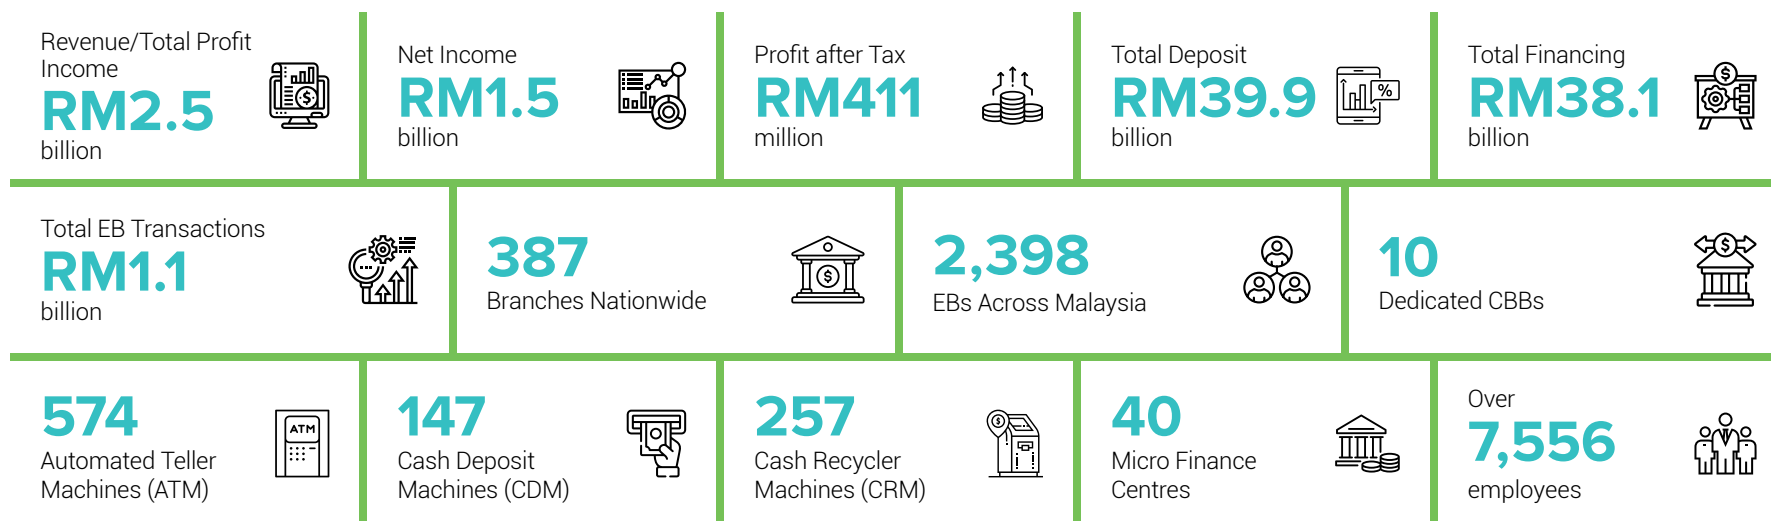 Revenue/Total Profit
Income
RM2.5
billion
Net Income
RM1.5
billion
Profit after Tax
RM411
million
Total Deposit
RM39.9
billion
%
Total Financing
RM38.1
billion
Total EB Transactions
RM1.1
billion
387
Branches Nationwide
2,398
EBs Across Malaysia
10
Dedicated CBBs
574
Automated Teller
Machines (ATM)
ATM
147
Cash Deposit
Machines (CDM)
257
Cash Recycler
Machines (CRM)
40
Micro Finance
Centres
Over
7,556
employees